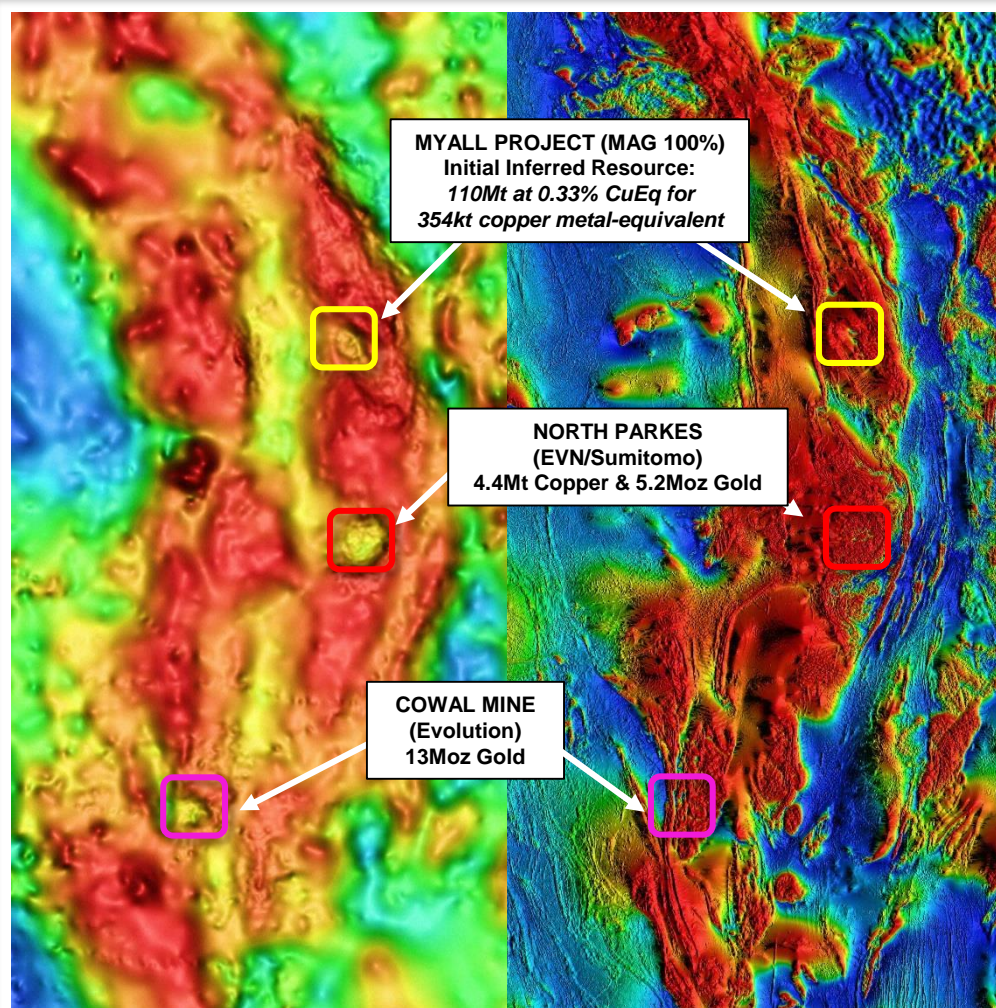 MYALL PROJECT (MAG 100%)
Initial Inferred Resource:
110Mt at 0.33% CuEq for
354kt copper metal-equivalent
NORTH PARKES
(EVN/Sumitomo)
4.4Mt Copper & 5.2Moz Gold
COWAL MINE
(Evolution)
13Moz Gold